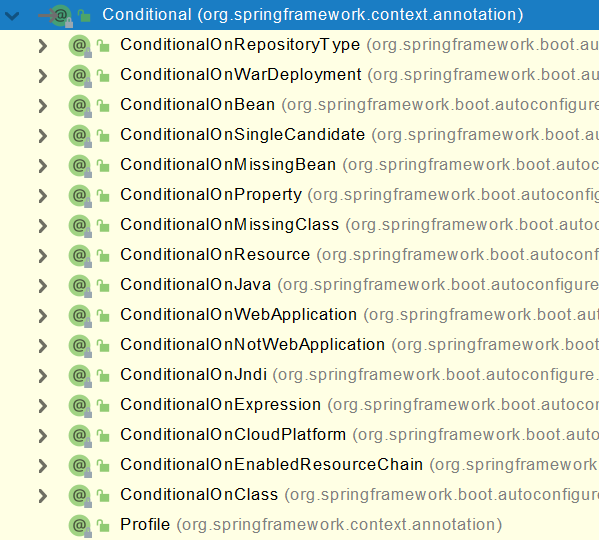 Conditional (org.springframework.context.annotation)
ConditionalOnRepositoryType (org.springframework.boot.au
ConditionalOnWarDeployment (org.springframework.boot.au
ConditionalOnBean (org.springframework.boot.autoconfigure
ConditionalOnSingleCandidate (org.springframework.boot.au
ConditionalOnMissingBean (org.springframework.boot.autoc
ConditionalOnProperty (org.springframework.boot.autoconfig
ConditionalOnMissingClass (org.springframework.boot.autoc
ConditionalOnResource (org.springframework.boot.autoconf
ConditionalOnJava (org.springframework.boot.autoconfigure
ConditionalOnWebApplication (org.springframework.boot.aut
ConditionalOnNotWebApplication (org.springframework.boot
ConditionalOnJndi (org.springframework.boot.autoconfigure.
ConditionalOnExpression (org.springframework.boot.autocon
ConditionalOnCloudPlatform (org.springframework.boot.auto
ConditionalOnEnabledResourceChain (org.springframework
ConditionalOnClass (org.springframework.boot.autoconfigure
Profile (org.springframework.context.annotation)